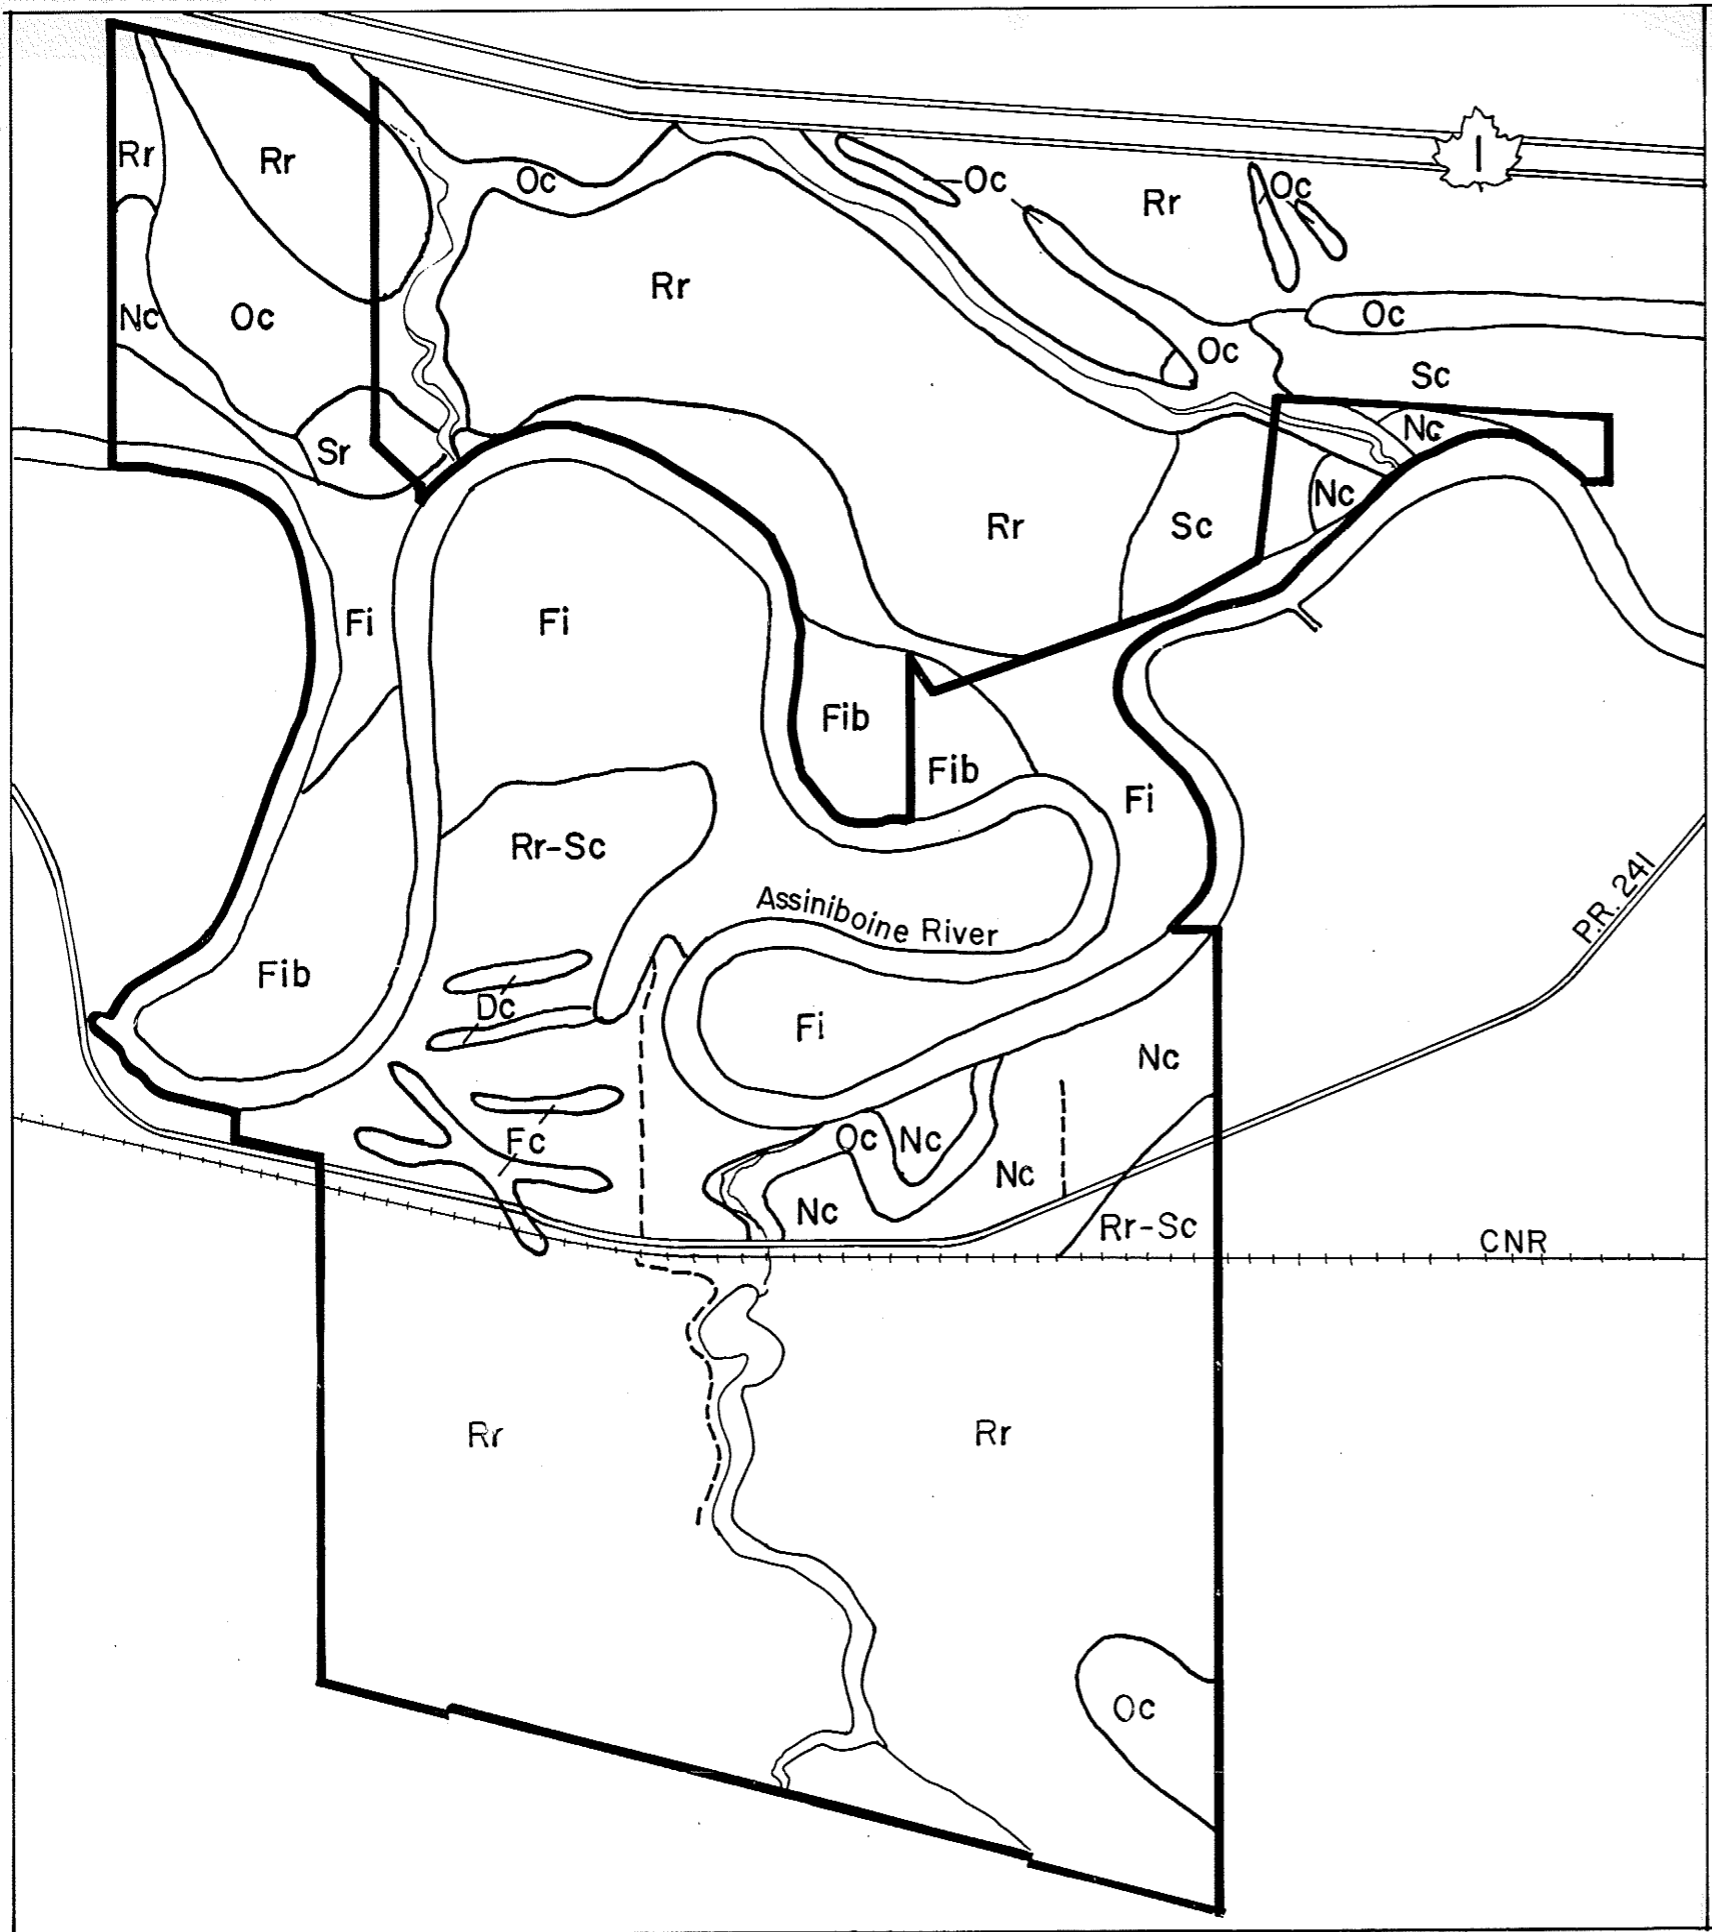 1
Rr
Rr
Oc
Oc
Rr
Oc
Rr
Nc
Oc
Oc
Oc
Sc
Nc
Sr
Nc
Rr
Sc
Fi
Fi
Fib
Fib
Fi
Rr-Sc
P.R. 241
Assiniboine River
Fib
Dc
Fi
Nc
Fc
Oc
Nc
Nc
Nc
Rr-Sc
CNR
Rr
Rr
Oc